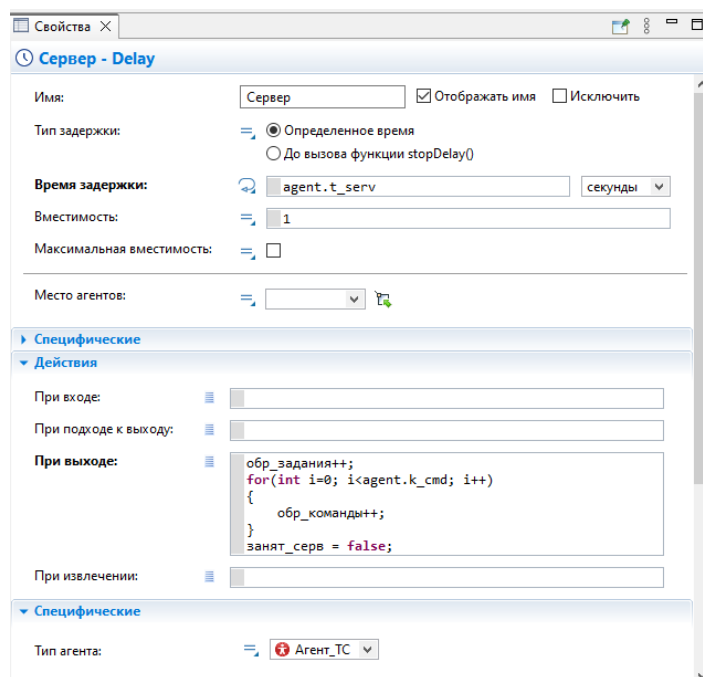 Свойства
Сервер - Delay
Имя: Сервер Отображать имя Исключить
Тип задержки: Определенное время
До вызова функции stopDelay()
Время задержки: agent.t_serv секунды
Вместимость: 1
Максимальная вместимость:
Место агентов:
Специфические
Действия
При входе:
При подходе к выходу:
При выходе: обр_задания++;
for(int i=0; i<agent.k_cmd; i++)
{
обр_команды++;
}
занят_серв = false;
При извлечении:
Специфические
Тип агента: Агент_ТС